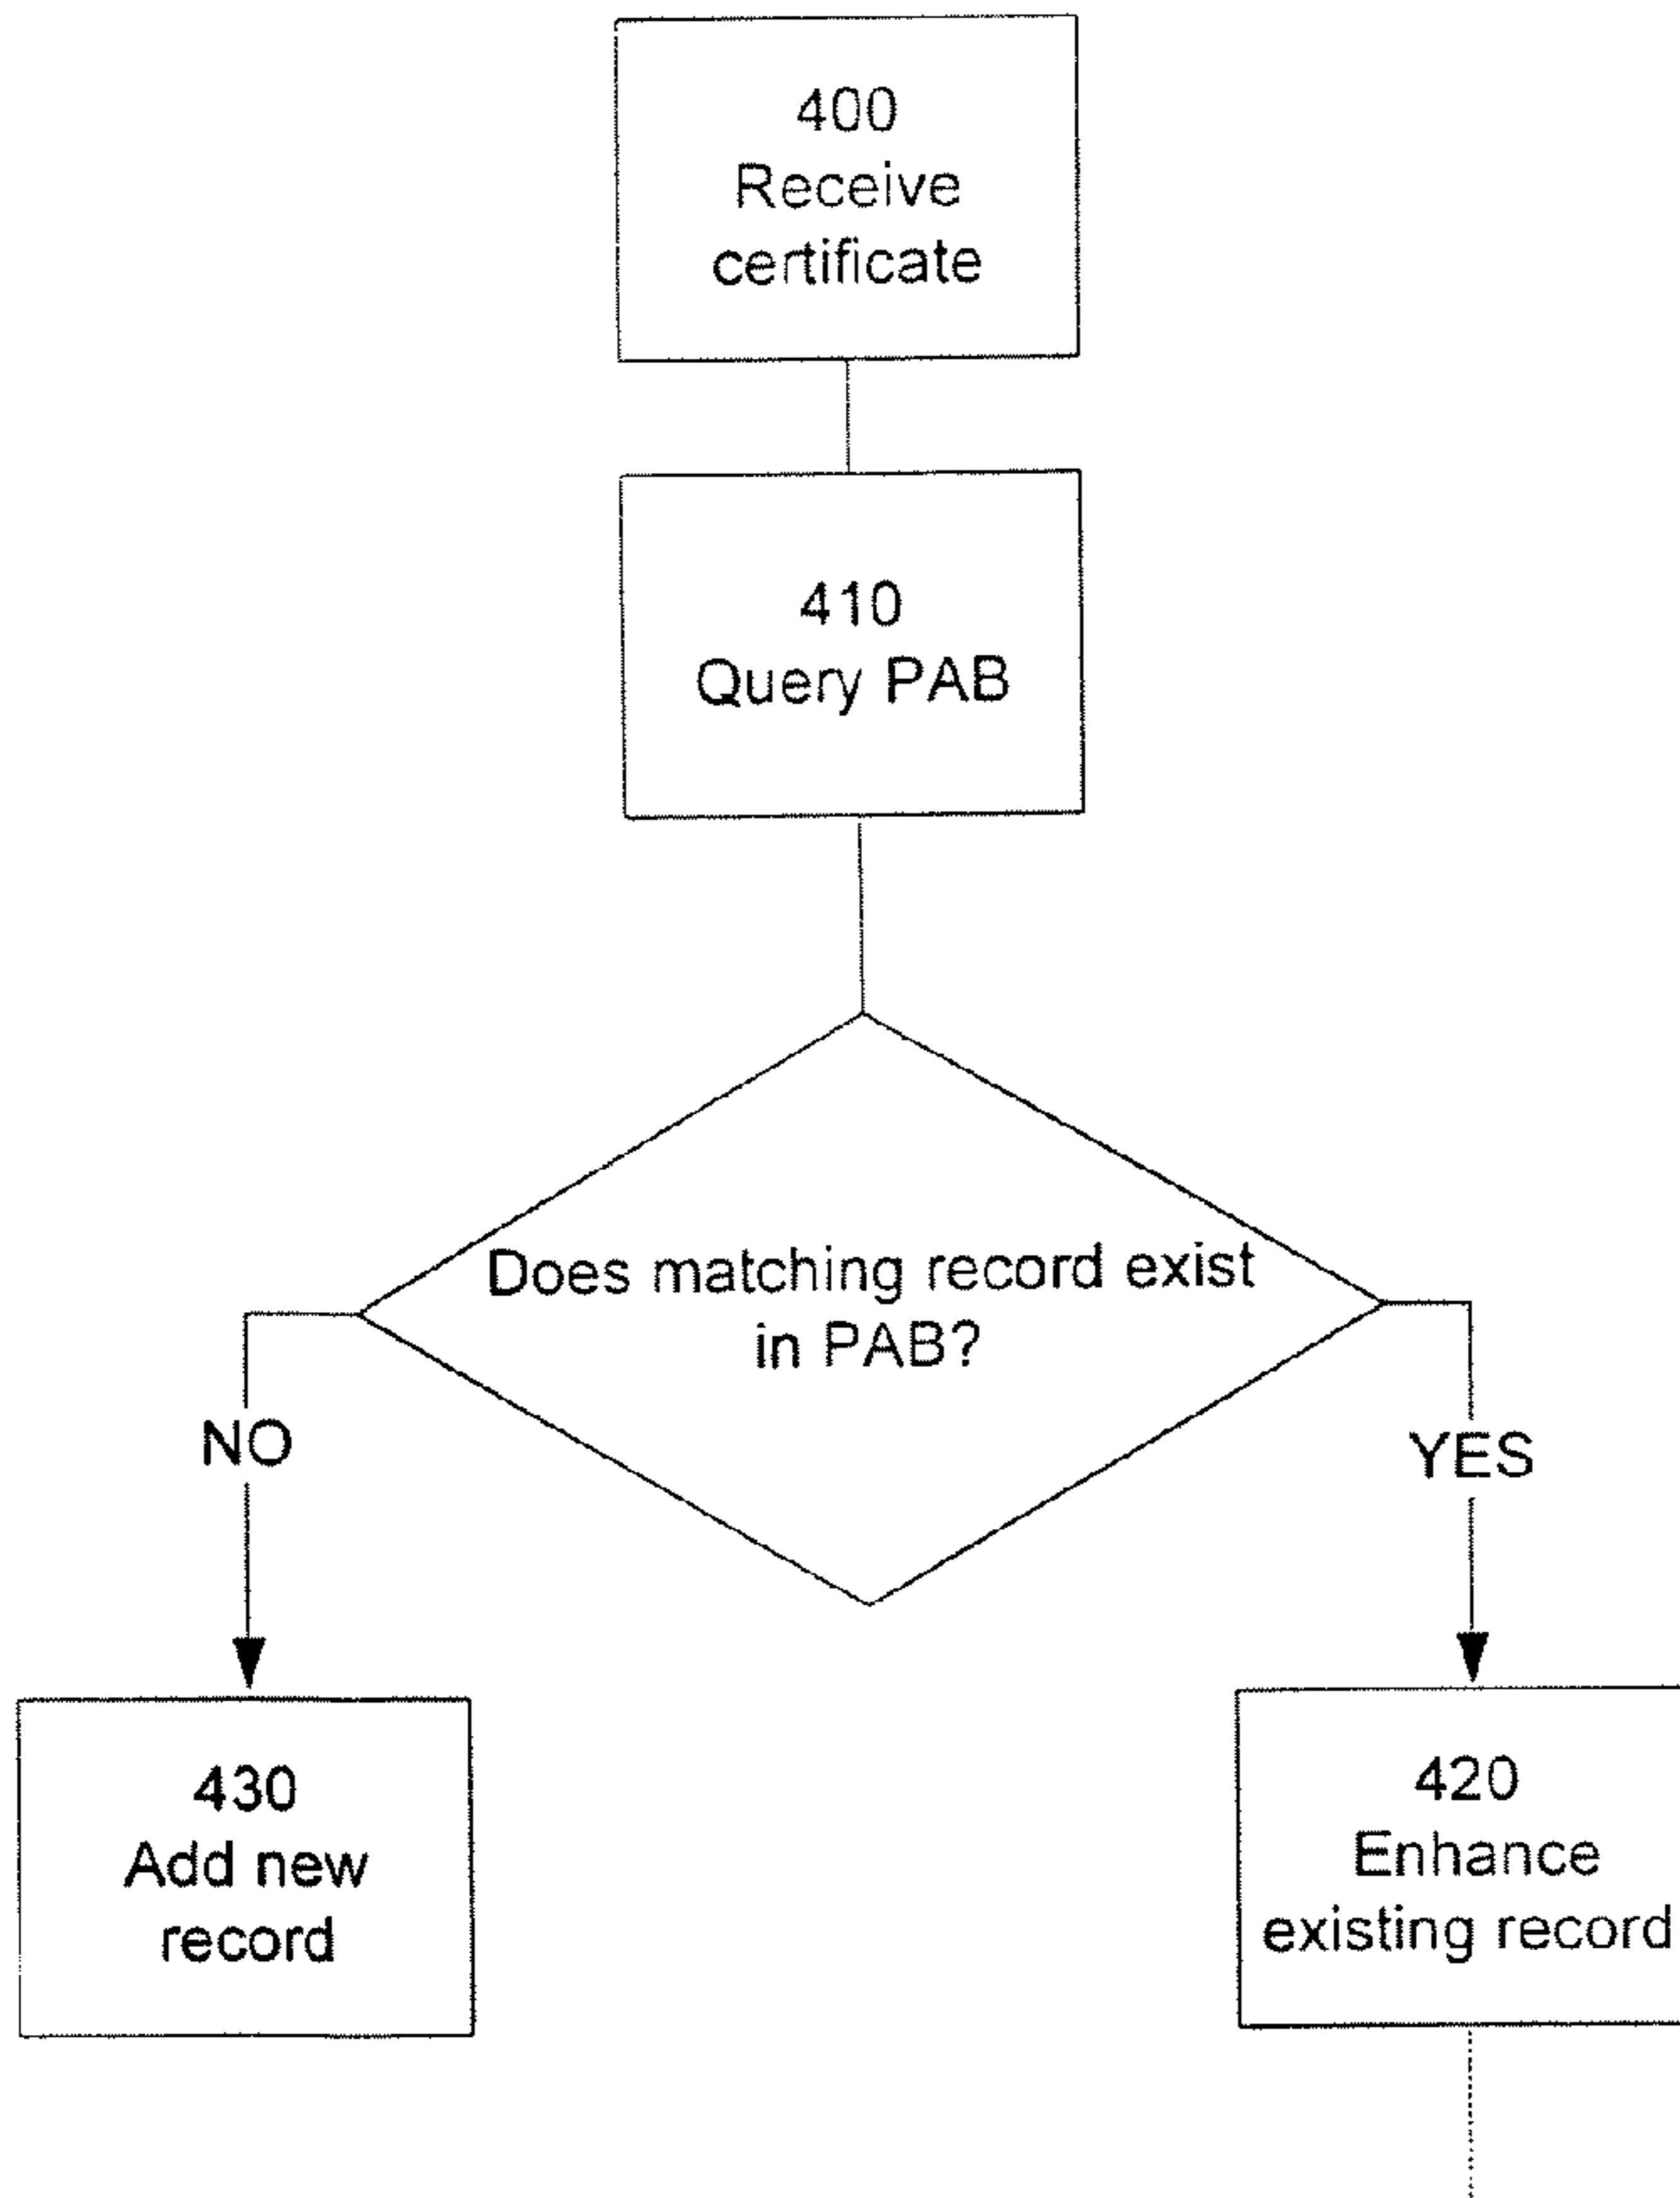 400
Receive
certificate
410
Query PAB
Does matching record exist
in PAB?
NO
YES
430
Add new
record
420
Enhance
existing record